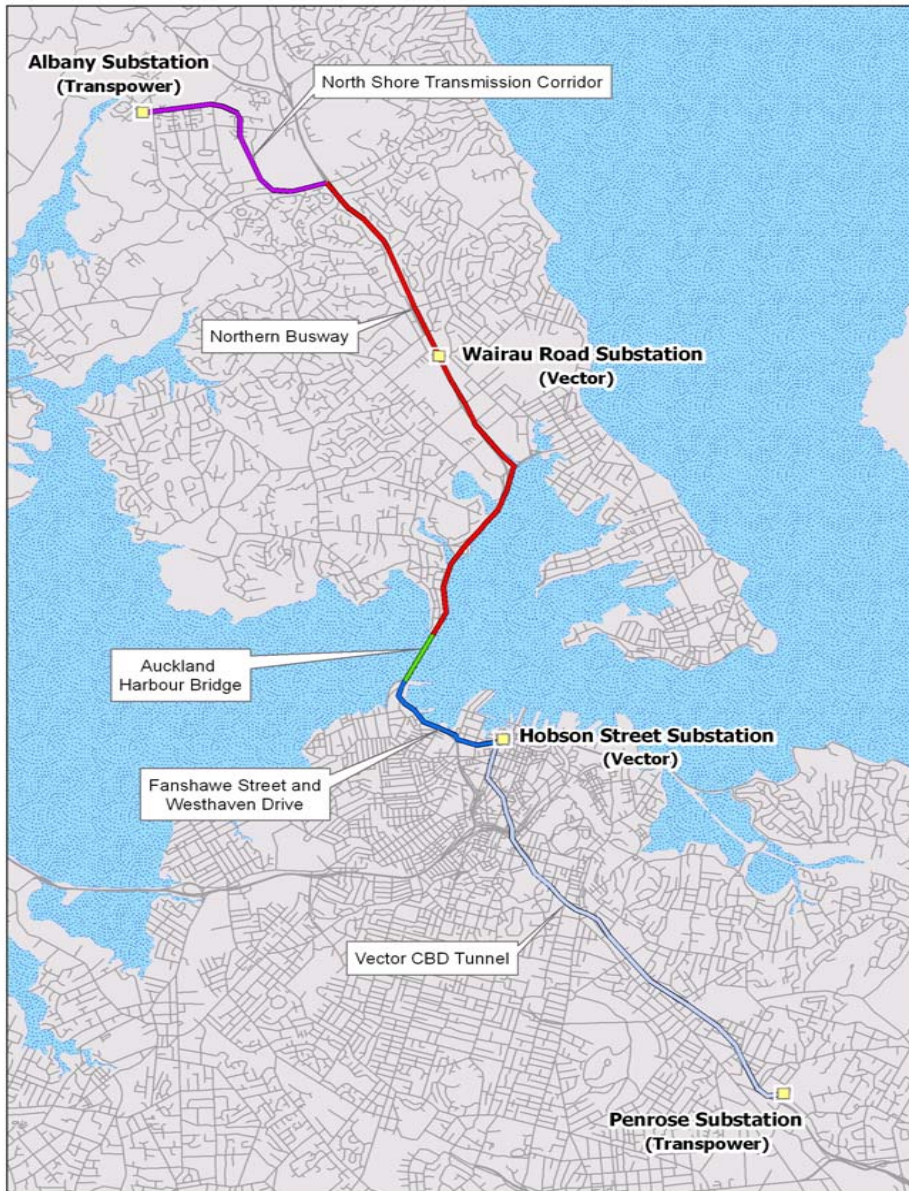 Albany Substation
(Transpower)
North Shore Transmission Corridor
Northern Busway
Wairau Road Substation
(Vector)
Auckland
Harbour Bridge
Hobson Street Substation
(Vector)
Fanshawe Street and
Westhaven Drive
Vector CBD Tunnel
Penrose Substation
(Transpower)